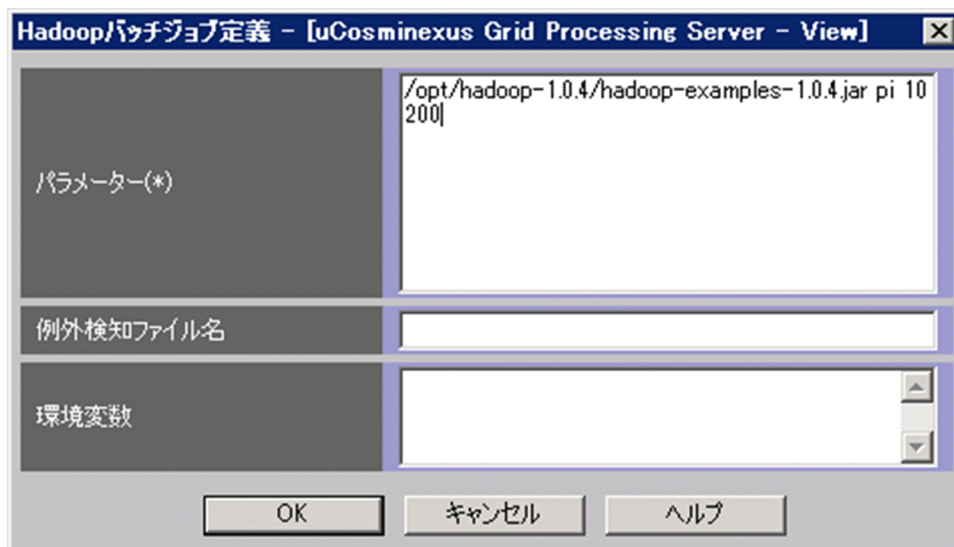 Hadoopバッチジョブ定義 - [uCosminexus Grid Processing Server - View]
パラメーター(*)
/opt/hadoop-1.0.4/hadoop-examples-1.0.4.jar pi 10
200
例外検知ファイル名
環境変数
OK
キャンセル
ヘルプ